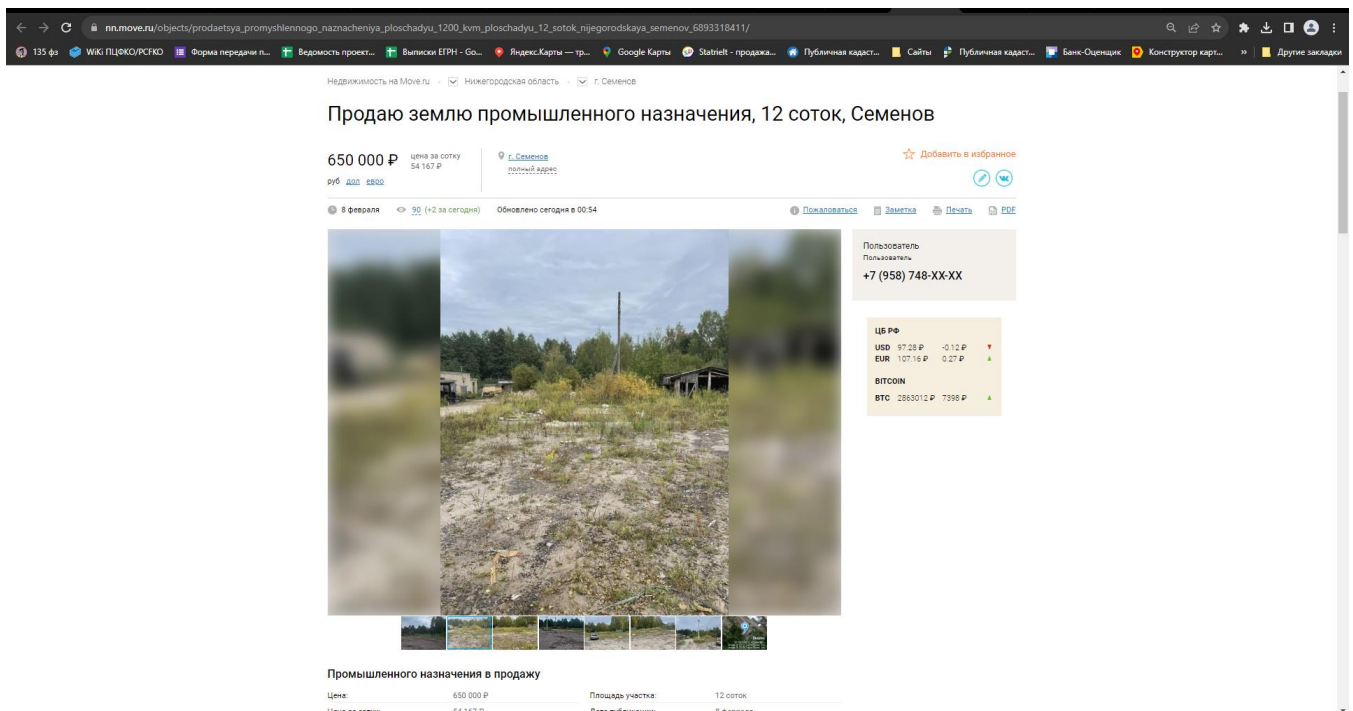 nn.move.ru/objects/prodaetsya_promyshlennogo_naznacheniya_ploschadyu_1200_kvm_ploschadyu_12_sotok_nijegorodskaya_semenov_6893318411/
135 фз WiKi ПЦФКО/РСГКО Форма передачи п... Ведомость проект... Выписки ЕГРН - Go... Яндекс.Карты — тр... Google Карты Statrielt - продажа... Публичная кадаст... Сайты Публичная кадаст... Банк-Оценщик Конструктор карт... » Другие закладки
Недвижимость на Move.ru Нижегородская область г. Семенов
Продаю землю промышленного назначения, 12 соток, Семенов
650 000 ₽ цена за сотку г. Семенов Добавить в избранное
54 167 ₽ полный адрес
руб дол евро
8 февраля 90 (+2 за сегодня) Обновлено сегодня в 00:54 Пожаловаться Заметка Печать PDF
Пользователь
Пользователь
+7 (958) 748-XX-XX
ЦБ РФ
USD 97.28 ₽ -0.12 ₽
EUR 107.16 ₽ 0.27 ₽
BITCOIN
BTC 2863012 ₽ 7398 ₽
Промышленного назначения в продажу
Цена: 650 000 ₽ Площадь участка: 12 соток